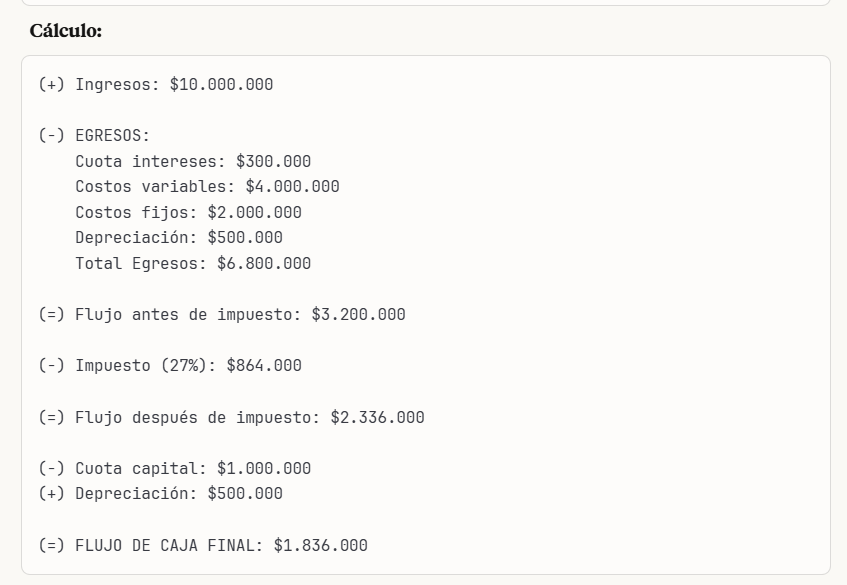 Cálculo:
(+) Ingresos: $10.000.000
(-) EGRESOS:
Cuota intereses: $300.000
Costos variables: $4.000.000
Costos fijos: $2.000.000
Depreciación: $500.000
Total Egresos: $6.800.000
(=) Flujo antes de impuesto: $3.200.000
(-) Impuesto (27%): $864.000
(=) Flujo después de impuesto: $2.336.000
(-) Cuota capital: $1.000.000
(+) Depreciación: $500.000
(=) FLUJO DE CAJA FINAL: $1.836.000